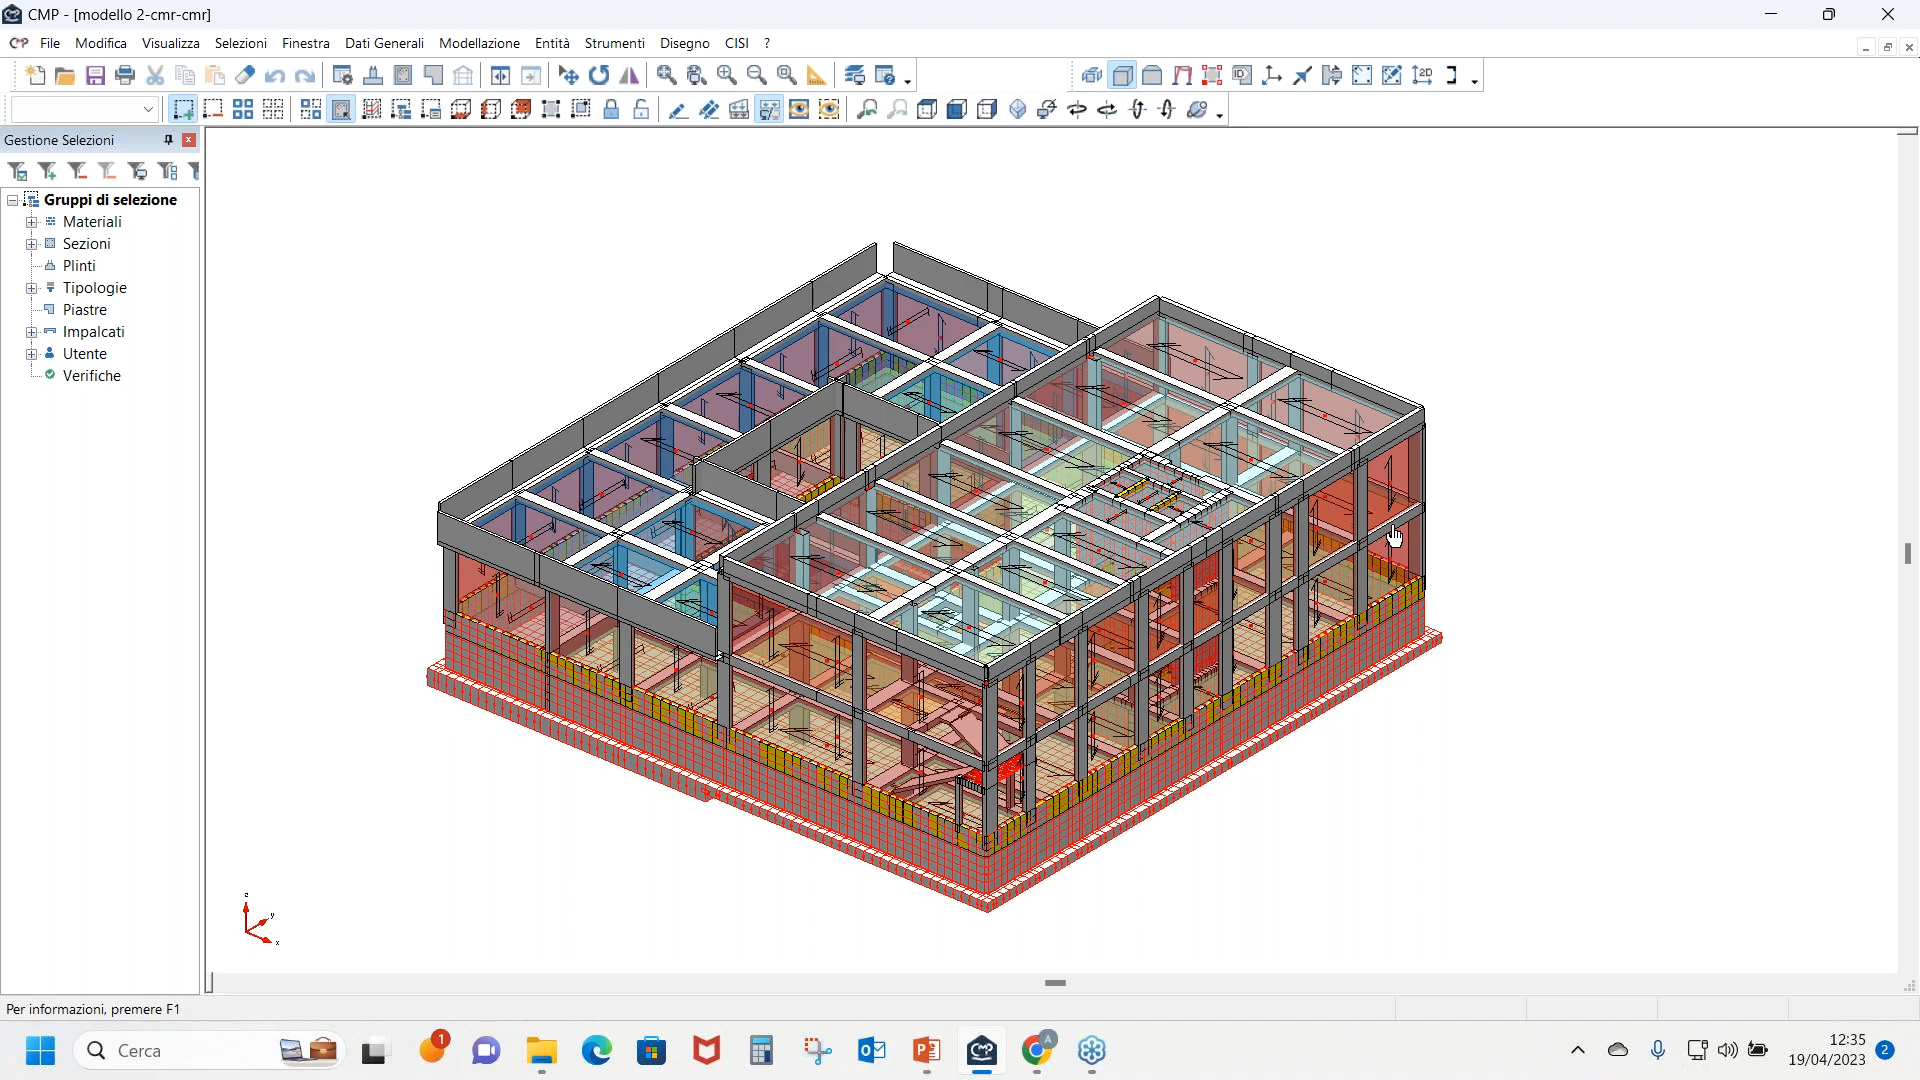 CMP - [modello 2-cmr-cmr]
File Modifica Visualizza Selezioni Finestra Dati Generali Modellazione Entità Strumenti Disegno CISI ?
Gestione Selezioni
Gruppi di selezione
Materiali
Sezioni
Plinti
Tipologie
Piastre
Impalcati
Utente
Verifiche
z
y
x
Per informazioni, premere F1
Cerca
1
A
12:35
19/04/2023
2